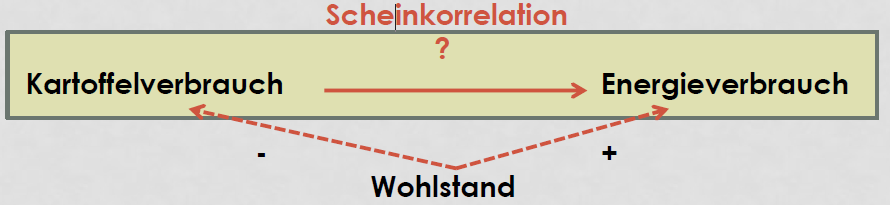 Scheinkorrelation
?
Kartoffelverbrauch Energieverbrauch
- +
Wohlstand